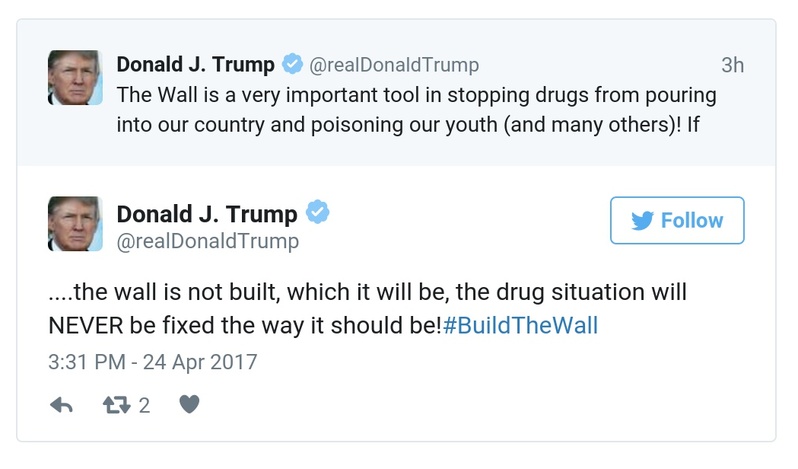 Donald J. Trump @realDonaldTrump 3h
The Wall is a very important tool in stopping drugs from pouring
into our country and poisoning our youth (and many others)! If
Donald J. Trump
@realDonaldTrump
Follow
....the wall is not built, which it will be, the drug situation will
NEVER be fixed the way it should be!#BuildTheWall
3:31 PM - 24 Apr 2017
2